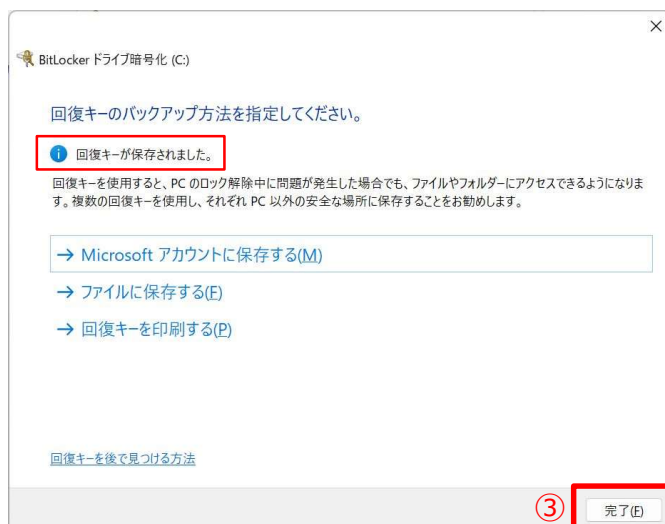 BitLocker ドライブ暗号化 (C:)
回復キーのバックアップ方法を指定してください。
回復キーが保存されました。
回復キーを使用すると、PC のロック解除中に問題が発生した場合でも、ファイルやフォルダーにアクセスできるようになりま
す。複数の回復キーを使用し、それぞれ PC 以外の安全な場所に保存することをお勧めします。
→ Microsoft アカウントに保存する(M)
→ ファイルに保存する(F)
→ 回復キーを印刷する(P)
回復キーを後で見つける方法
③ 完了(F)